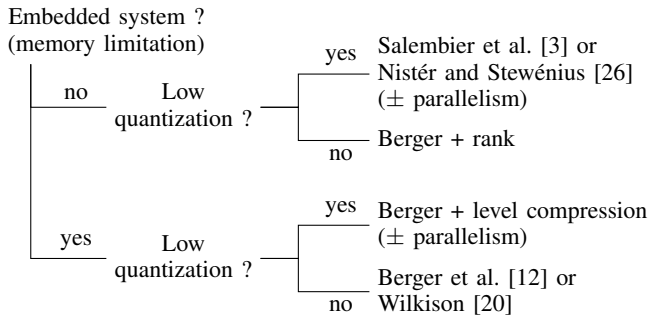 Embedded system ?
(memory limitation)
no
Low
quantization ?
yes
Salembier et al. [3] or
Nistér and Stewénius [26]
(± parallelism)
no
Berger + rank
yes
Low
quantization ?
yes
Berger + level compression
(± parallelism)
no
Berger et al. [12] or
Wilkison [20]